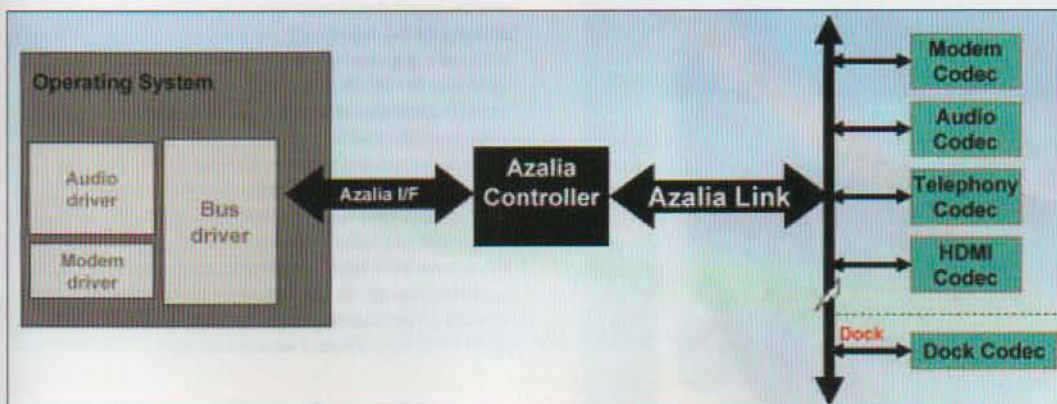 Operating System
Audio
driver
Modem
driver
Bus
driver
Azalia I/F
Azalia
Controller
Azalia Link
Modem
Codec
Audio
Codec
Telephony
Codec
HDMI
Codec
Dock
Dock Codec